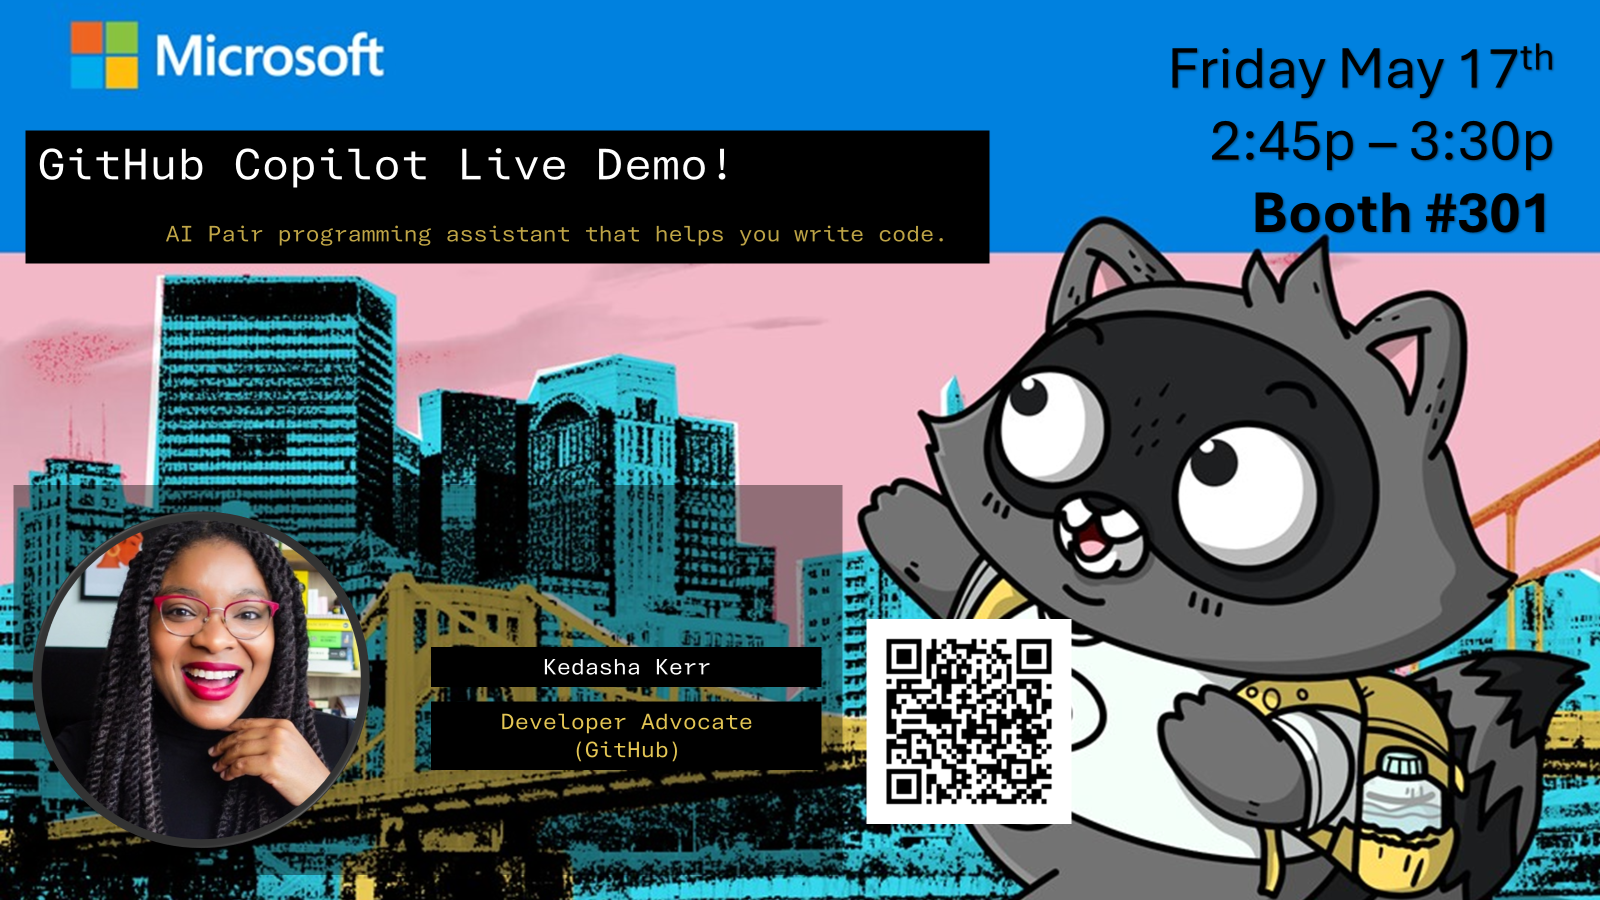 Microsoft
Friday May 17th
2:45p – 3:30p
Booth #301
GitHub Copilot Live Demo!
AI Pair programming assistant that helps you write code.
Kedasha Kerr
Developer Advocate
(GitHub)